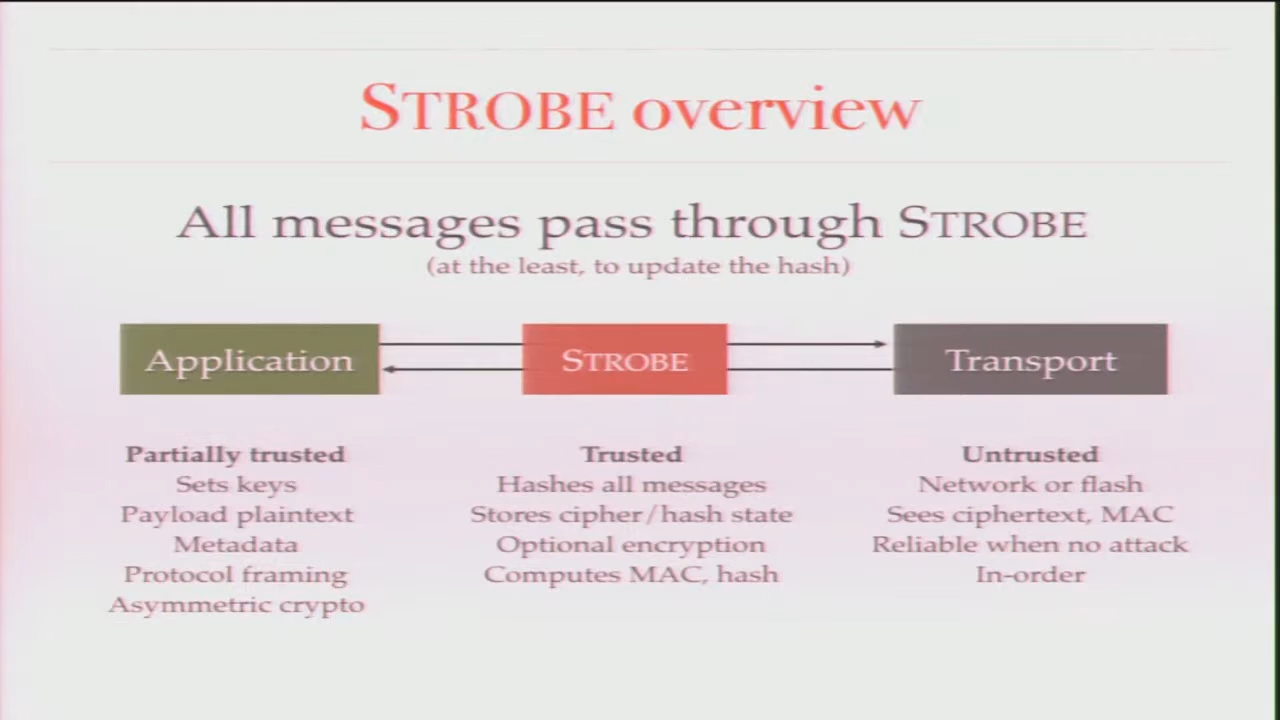 STROBE overview
All messages pass through STROBE
(at the least, to update the hash)
Application
STROBE
Transport
Partially trusted
Sets keys
Payload plaintext
Metadata
Protocol framing
Asymmetric crypto
Trusted
Hashes all messages
Stores cipher/hash state
Optional encryption
Computes MAC, hash
Untrusted
Network or flash
Sees ciphertext, MAC
Reliable when no attack
In-order